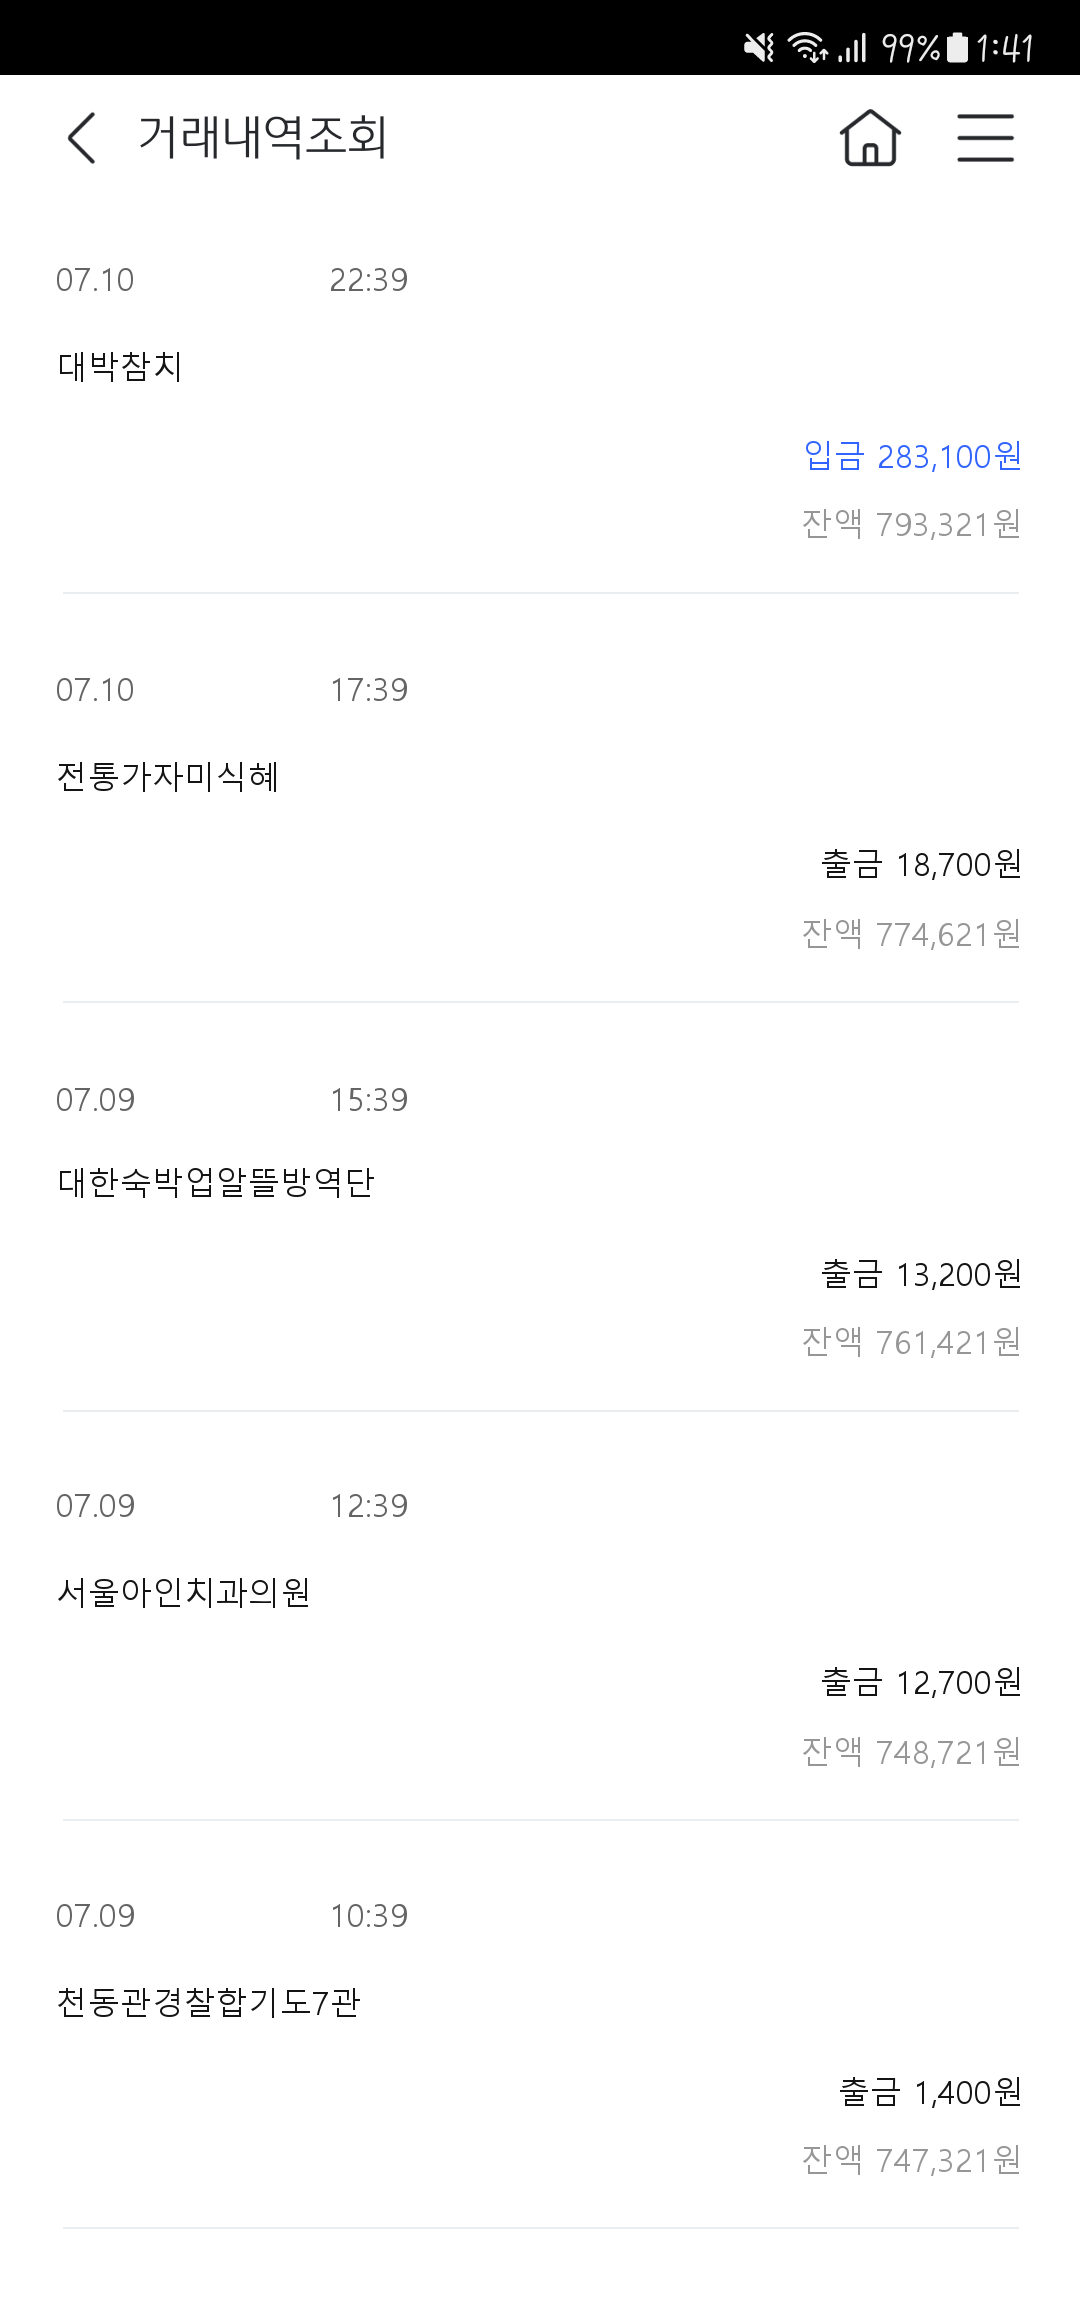 99% 1:41
거래내역조회
07.10 22:39
대박참치
입금 283,100원
잔액 793,321원
07.10 17:39
전통가자미식혜
출금 18,700원
잔액 774,621원
07.09 15:39
대한숙박업알뜰방역단
출금 13,200원
잔액 761,421원
07.09 12:39
서울아인치과의원
출금 12,700원
잔액 748,721원
07.09 10:39
천동관경찰합기도7관
출금 1,400원
잔액 747,321원